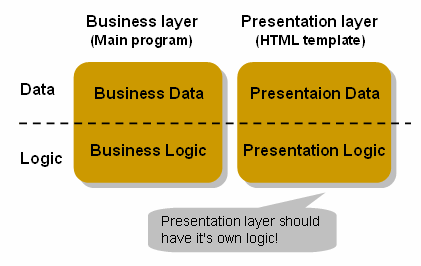 Business layer
(Main program)
Presentation layer
(HTML template)
Data
Business Data
Presentaion Data
Logic
Business Logic
Presentation Logic
Presentation layer should
have it's own logic!